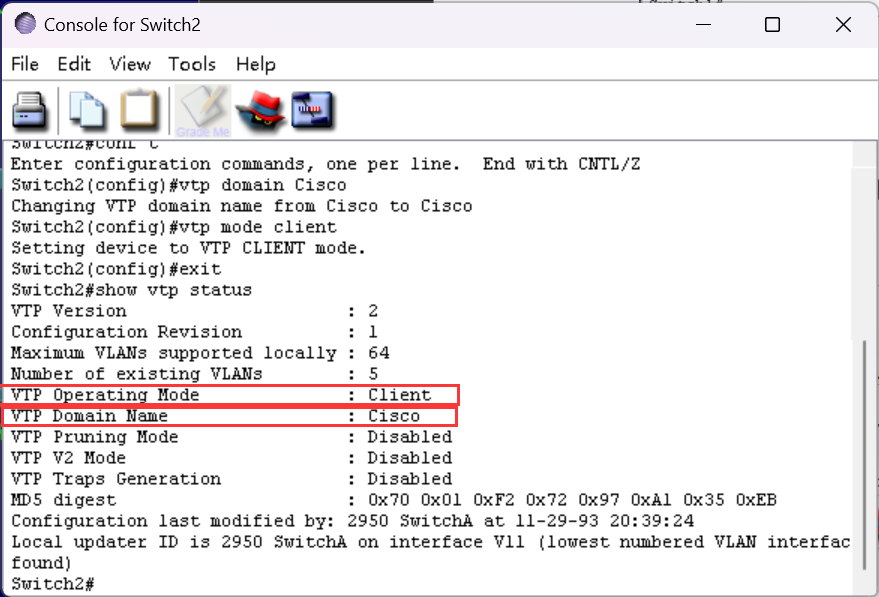 Console for Switch2
File Edit View Tools Help
Grade Me
Switch2#conf t
Enter configuration commands, one per line.  End with CNTL/Z
Switch2(config)#vtp domain Cisco
Changing VTP domain name from Cisco to Cisco
Switch2(config)#vtp mode client
Setting device to VTP CLIENT mode.
Switch2(config)#exit
Switch2#show vtp status
VTP Version                     : 2
Configuration Revision          : 1
Maximum VLANs supported locally : 64
Number of existing VLANs        : 5
VTP Operating Mode              : Client
VTP Domain Name                 : Cisco
VTP Pruning Mode                : Disabled
VTP V2 Mode                     : Disabled
VTP Traps Generation            : Disabled
MD5 digest                      : 0x70 0x01 0xF2 0x72 0x97 0xA1 0x35 0xEB
Configuration last modified by: 2950 SwitchA at 11-29-93 20:39:24
Local updater ID is 2950 SwitchA on interface Vl1 (lowest numbered VLAN interfac
found)
Switch2#